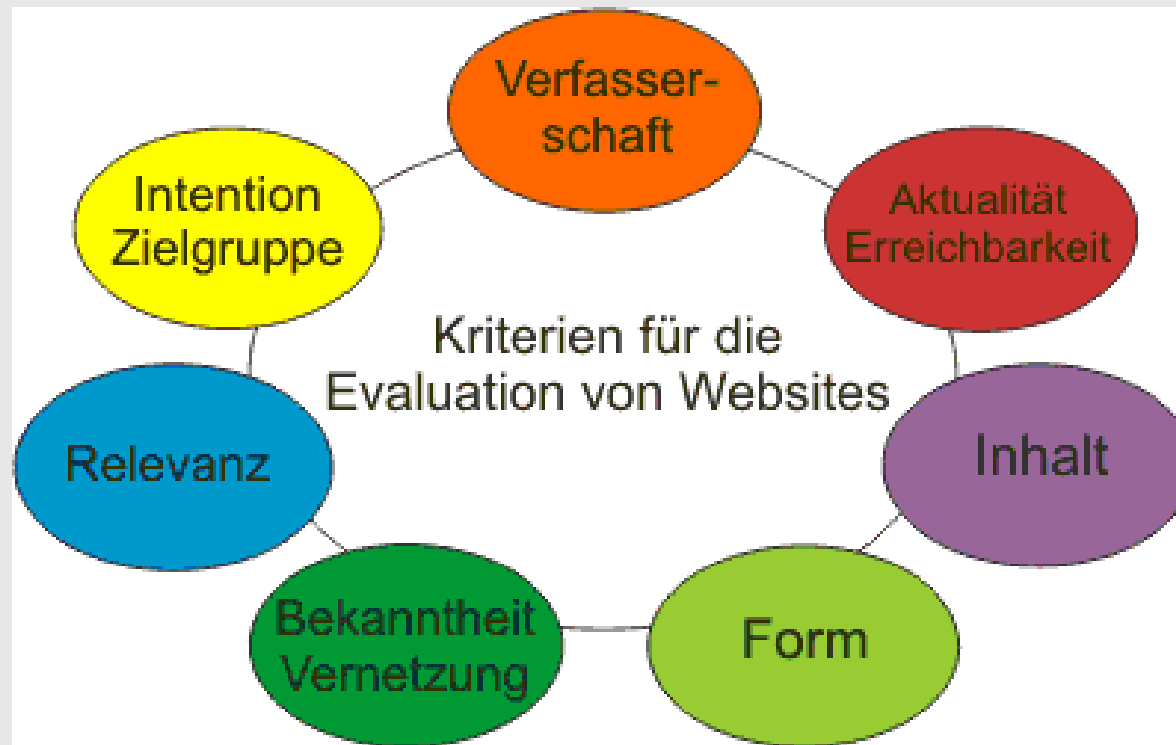 Verfasser-
schaft
Intention
Zielgruppe
Aktualität
Erreichbarkeit
Kriterien für die
Evaluation von Websites
Relevanz
Inhalt
Bekanntheit
Vernetzung
Form